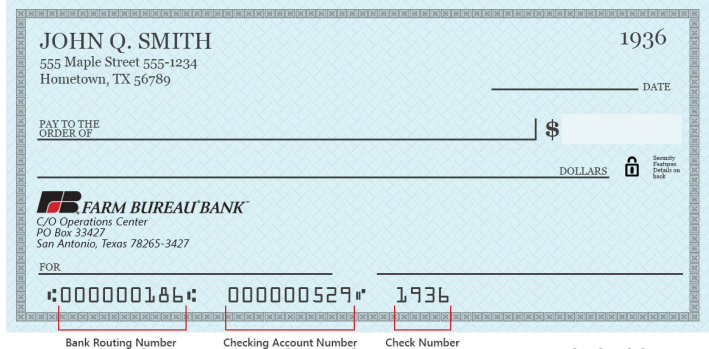 JOHN Q. SMITH
1936
555 Maple Street 555-1234
Hometown, TX 56789
DATE
PAY TO THE
ORDER OF
$
DOLLARS
Security
Features
Details on
back
FARM BUREAU BANK
C/O Operations Center
PO Box 33427
San Antonio, Texas 78265-3427
FOR
⑆000000186⑆ 000000529⑈ 1936
Bank Routing Number
Checking Account Number
Check Number